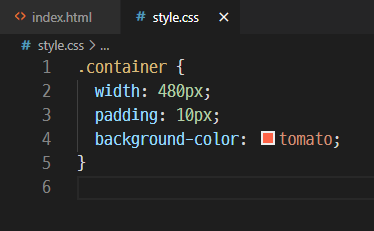 index.html style.css ×
# style.css > ...
1 .container {
2 width: 480px;
3 padding: 10px;
4 background-color: tomato;
5 }
6